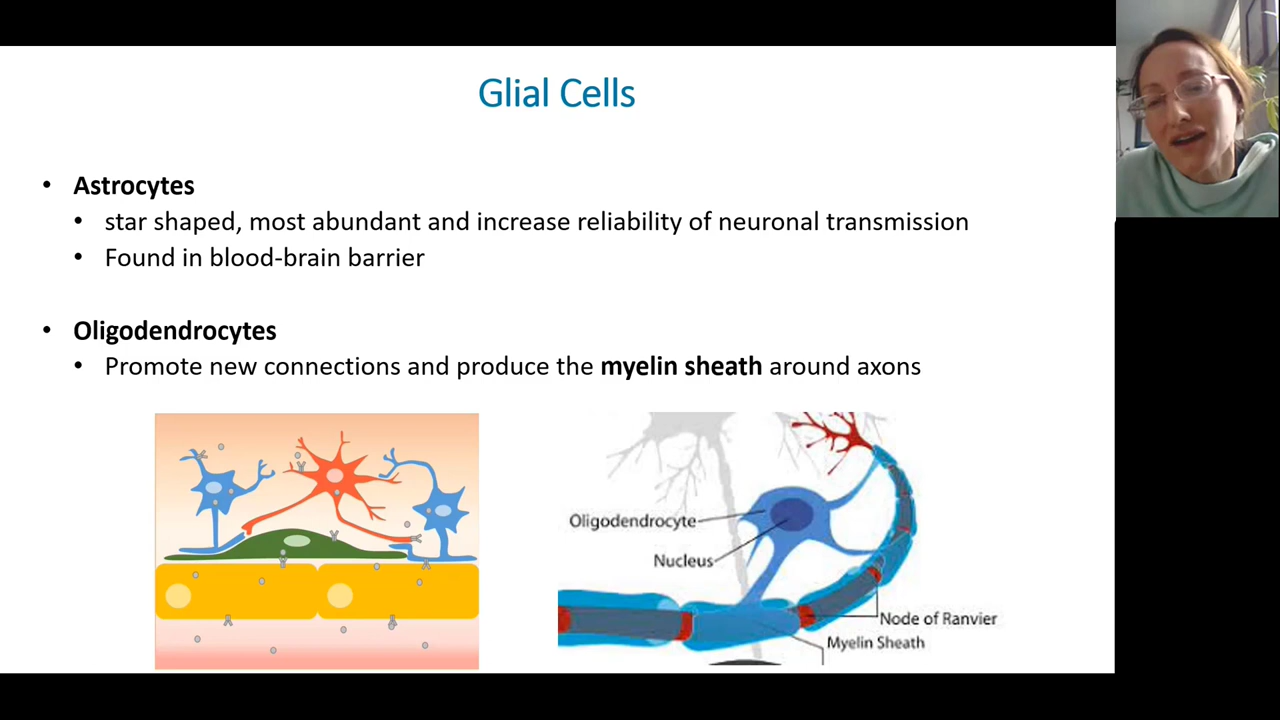 Glial Cells
• Astrocytes
• star shaped, most abundant and increase reliability of neuronal transmission
• Found in blood-brain barrier
• Oligodendrocytes
• Promote new connections and produce the myelin sheath around axons
Oligodendrocyte
Nucleus
Node of Ranvier
Myelin Sheath